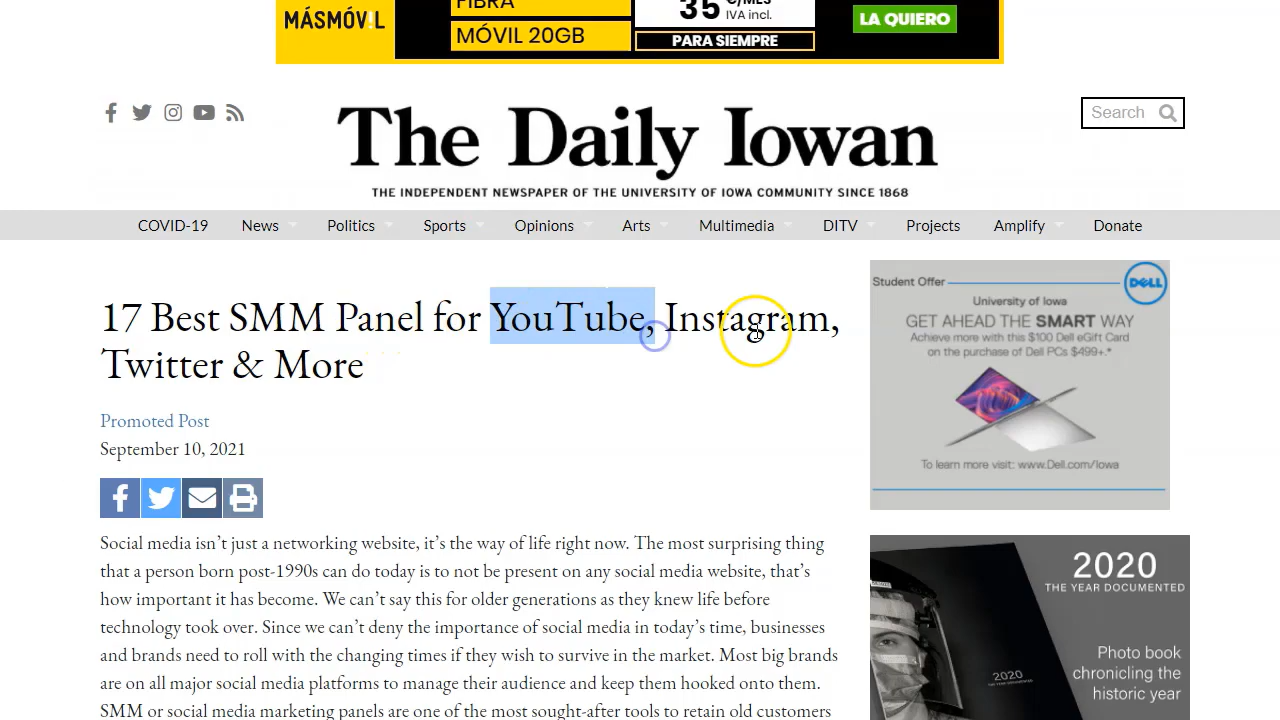 MÁSMÓVIL
FIBRA
MÓVIL 20GB
35 €/MES
IVA incl.
PARA SIEMPRE
LA QUIERO
The Daily Iowan
Search
THE INDEPENDENT NEWSPAPER OF THE UNIVERSITY OF IOWA COMMUNITY SINCE 1868
COVID-19 News Politics Sports Opinions Arts Multimedia DITV Projects Amplify Donate
17 Best SMM Panel for YouTube, Instagram,
Twitter & More
Promoted Post
September 10, 2021
Social media isn’t just a networking website, it’s the way of life right now. The most surprising thing
that a person born post-1990s can do today is to not be present on any social media website, that’s
how important it has become. We can’t say this for older generations as they knew life before
technology took over. Since we can’t deny the importance of social media in today’s time, businesses
and brands need to roll with the changing times if they wish to survive in the market. Most big brands
are on all major social media platforms to manage their audience and keep them hooked onto them.
SMM or social media marketing panels are one of the most sought-after tools to retain old customers
Student Offer
DELL
University of Iowa
GET AHEAD THE SMART WAY
Achieve more with this $100 Dell eGift Card
on the purchase of Dell PCs $499+.*
To learn more visit: www.Dell.com/Iowa
2020
THE YEAR DOCUMENTED
2020
THE YEAR DOCUMENTED
Photo book
chronicling the
historic year